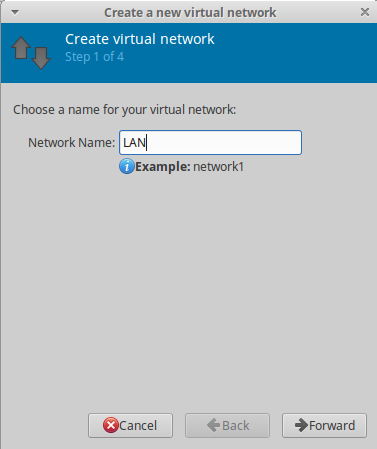 Create a new virtual network
Create virtual network
Step 1 of 4
Choose a name for your virtual network:
Network Name: LAN
Example: network1
Cancel Back Forward